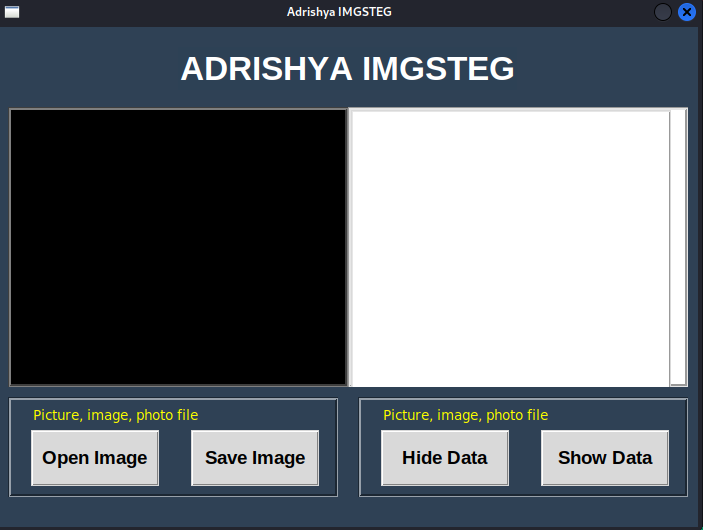 Adrishya IMGSTEG
ADRISHYA IMGSTEG
Picture, image, photo file
Open Image
Save Image
Picture, image, photo file
Hide Data
Show Data